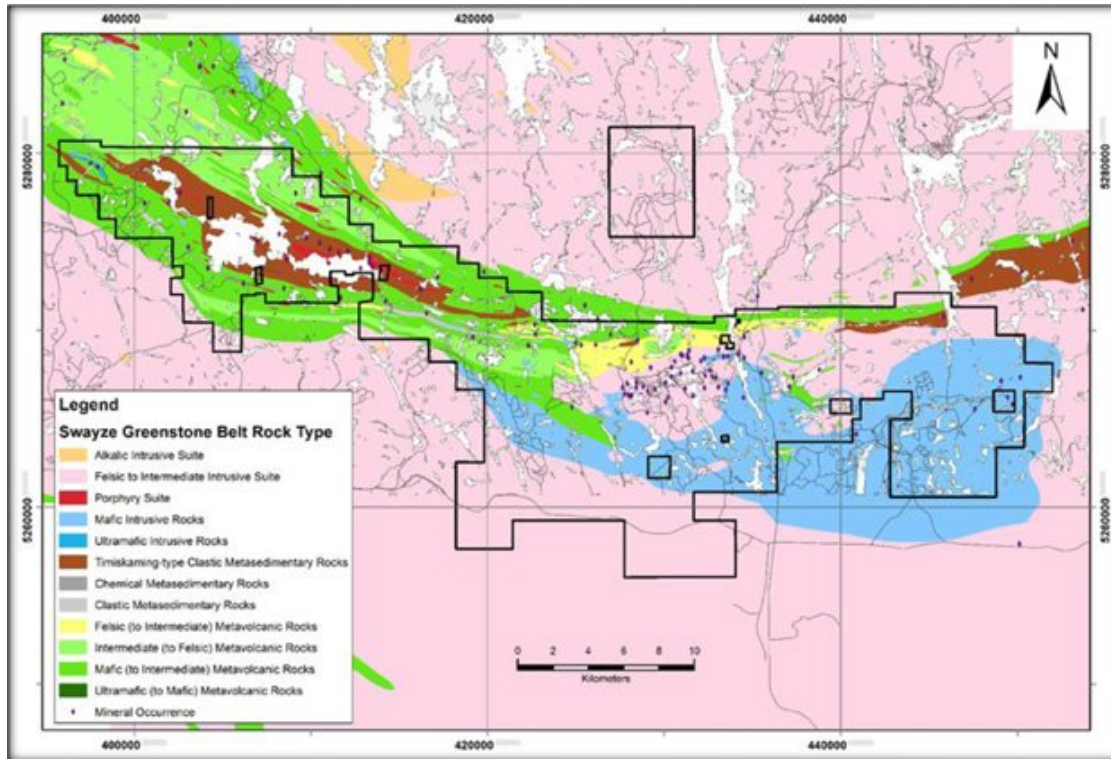 400000
420000
440000
N
5280000
5280000
Legend
Swayze Greenstone Belt Rock Type
Alkalic Intrusive Suite
Felsic to Intermediate Intrusive Suite
Porphyry Suite
Mafic Intrusive Rocks
Ultramafic Intrusive Rocks
Timiskaming-type Clastic Metasedimentary Rocks
Chemical Metasedimentary Rocks
Clastic Metasedimentary Rocks
Felsic (to Intermediate) Metavolcanic Rocks
Intermediate (to Felsic) Metavolcanic Rocks
Mafic (to Intermediate) Metavolcanic Rocks
Ultramafic (to Mafic) Metavolcanic Rocks
Mineral Occurrence
5260000
5260000
0 2 4 6 8 10
Kilometers
400000
420000
440000